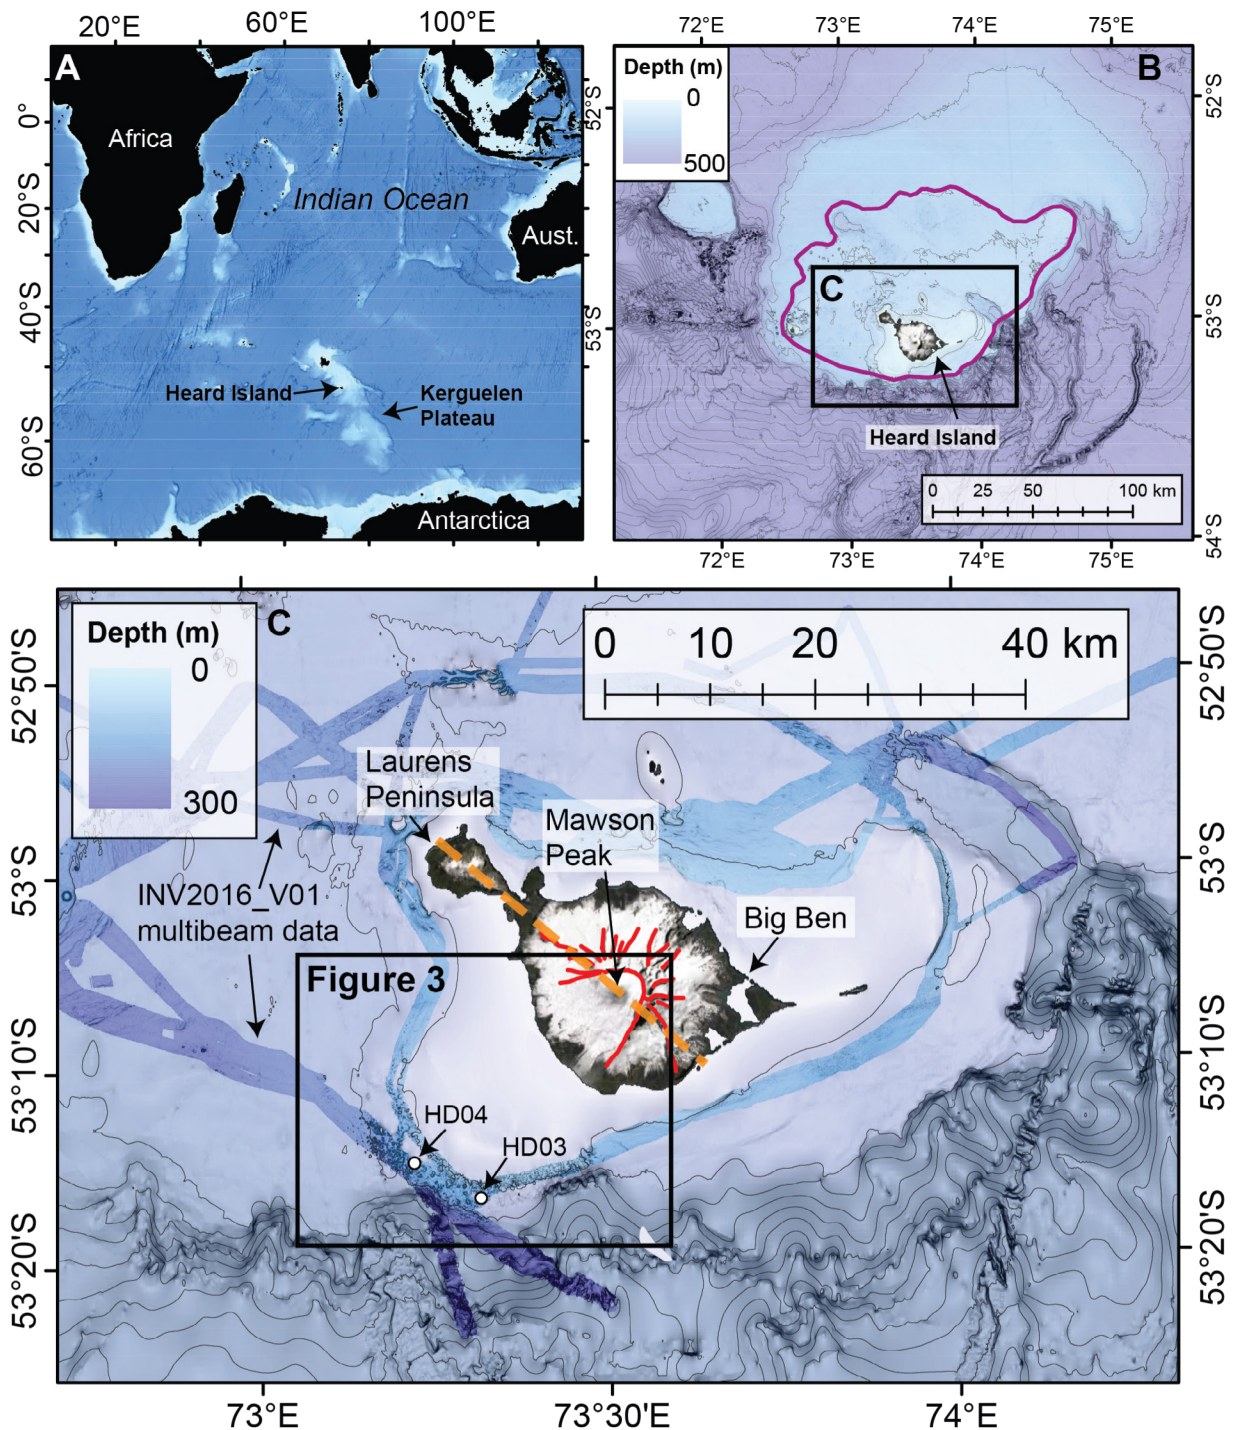 20°E 60°E 100°E
A
Africa
Indian Ocean
Aust.
Heard Island
Kerguelen
Plateau
Antarctica
0°
20°S
40°S
60°S
72°E 73°E 74°E 75°E
Depth (m)
0
500
B
C
Heard Island
0 25 50 100 km
52°S
53°S
52°S
53°S
54°S
72°E 73°E 74°E 75°E
Depth (m)
0
300
C
0 10 20 40 km
Laurens
Peninsula
Mawson
Peak
INV2016_V01
multibeam data
Big Ben
Figure 3
HD04
HD03
52°50'S
53°S
53°10'S
53°20'S
52°50'S
53°S
53°10'S
53°20'S
73°E 73°30'E 74°E